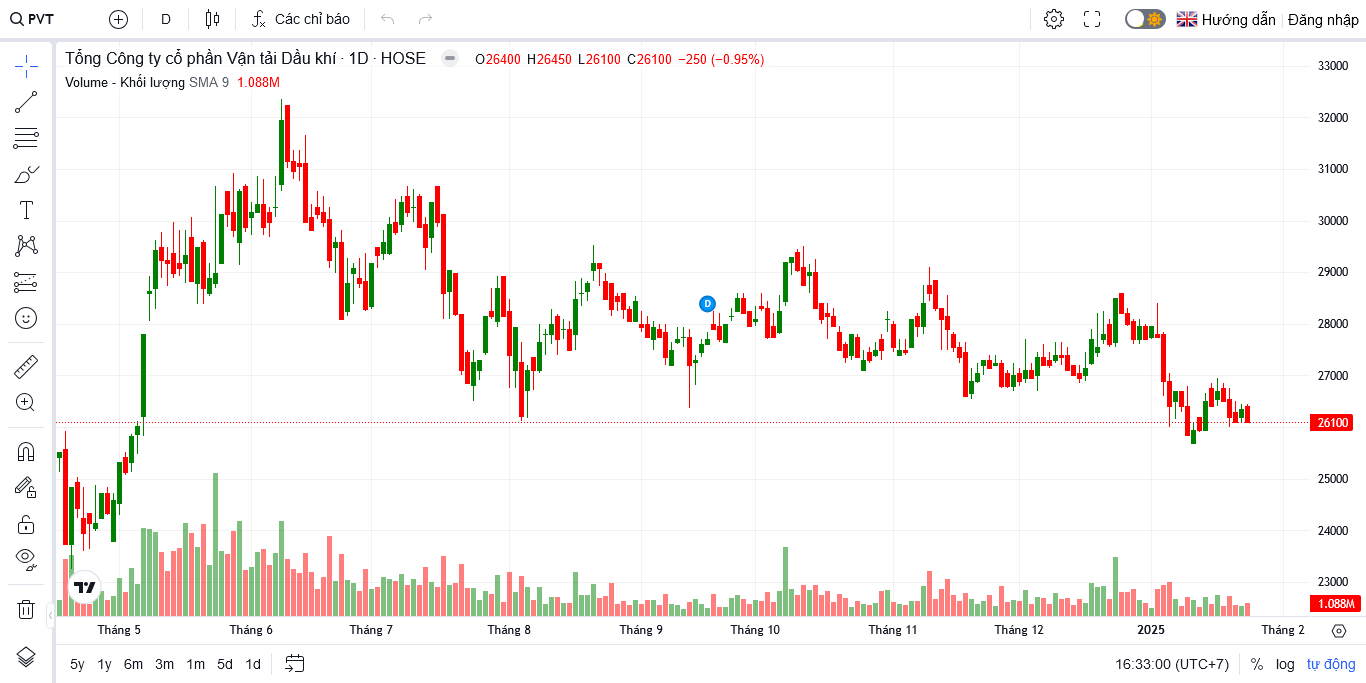 PVT D Các chỉ báo Hướng dẫn Đăng nhập
Tổng Công ty cổ phần Vận tải Dầu khí · 1D · HOSE O26400 H26450 L26100 C26100 −250 (−0.95%)
Volume - Khối lượng SMA 9 1.088M
33000
32000
31000
30000
29000
28000
27000
26100
25000
24000
23000
1.088M
D
Tháng 5 Tháng 6 Tháng 7 Tháng 8 Tháng 9 Tháng 10 Tháng 11 Tháng 12 2025 Tháng 2
5y 1y 6m 3m 1m 5d 1d 16:33:00 (UTC+7) % log tự động